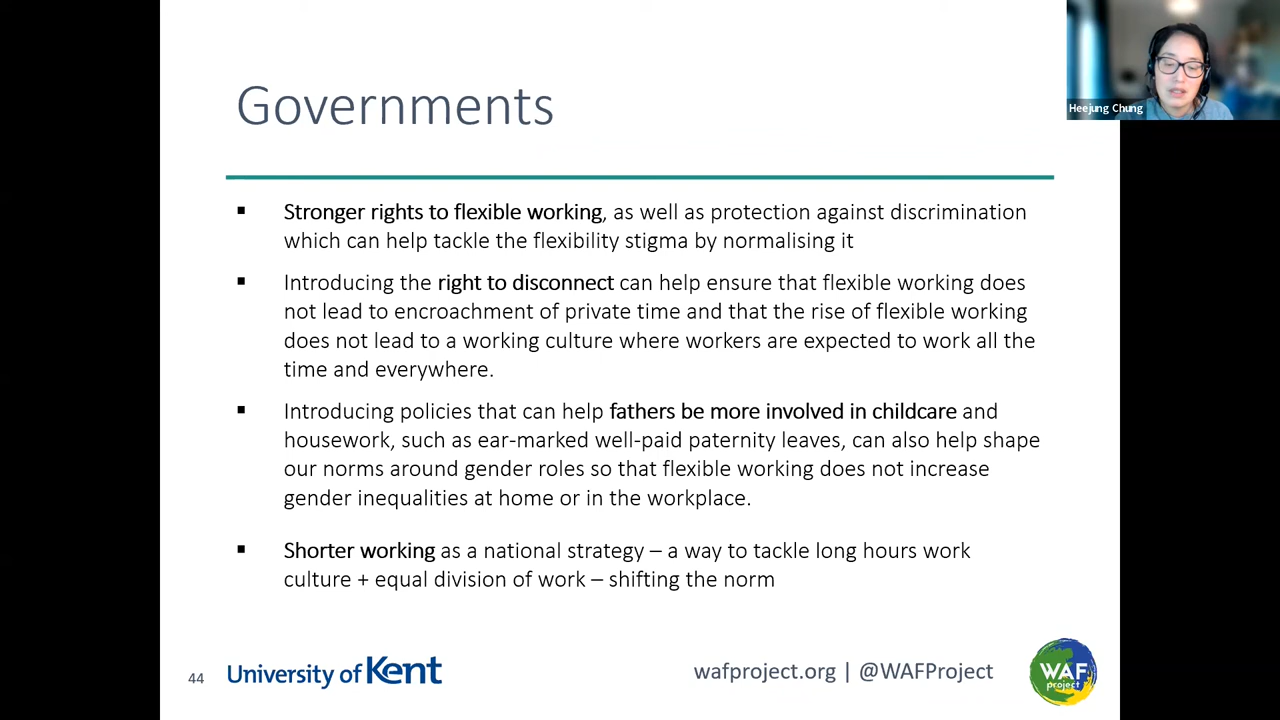 Governments
Heejung Chung
▪ Stronger rights to flexible working, as well as protection against discrimination
which can help tackle the flexibility stigma by normalising it
▪ Introducing the right to disconnect can help ensure that flexible working does
not lead to encroachment of private time and that the rise of flexible working
does not lead to a working culture where workers are expected to work all the
time and everywhere.
▪ Introducing policies that can help fathers be more involved in childcare and
housework, such as ear-marked well-paid paternity leaves, can also help shape
our norms around gender roles so that flexible working does not increase
gender inequalities at home or in the workplace.
▪ Shorter working as a national strategy – a way to tackle long hours work
culture + equal division of work – shifting the norm
44
University of Kent
wafproject.org | @WAFProject
WAF
project